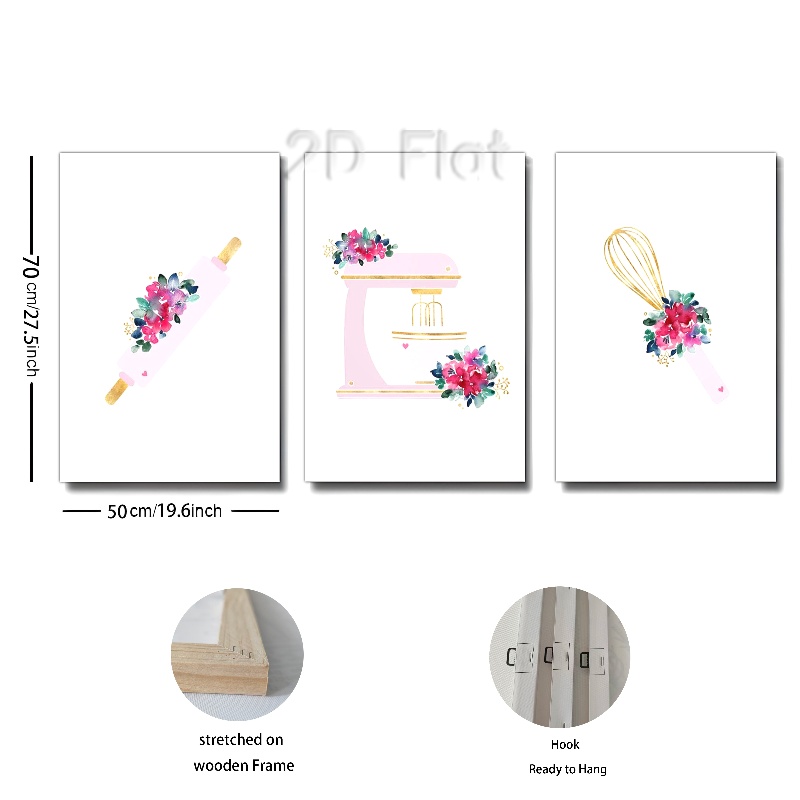 2D Flat
70 cm/27.5inch
50cm/19.6inch
stretched on
wooden Frame
Hook
Ready to Hang